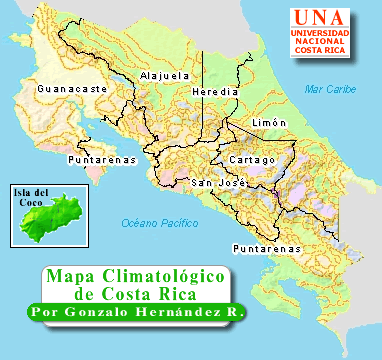 UNA
UNIVERSIDAD
NACIONAL
COSTA RICA
Mar Caribe
Alajuela
Guanacaste
Heredia
Limón
Puntarenas
Cartago
San José
Isla del
Coco
Océano Pacífico
Puntarenas
Mapa Climatológico
de Costa Rica
Por Gonzalo Hernández R.